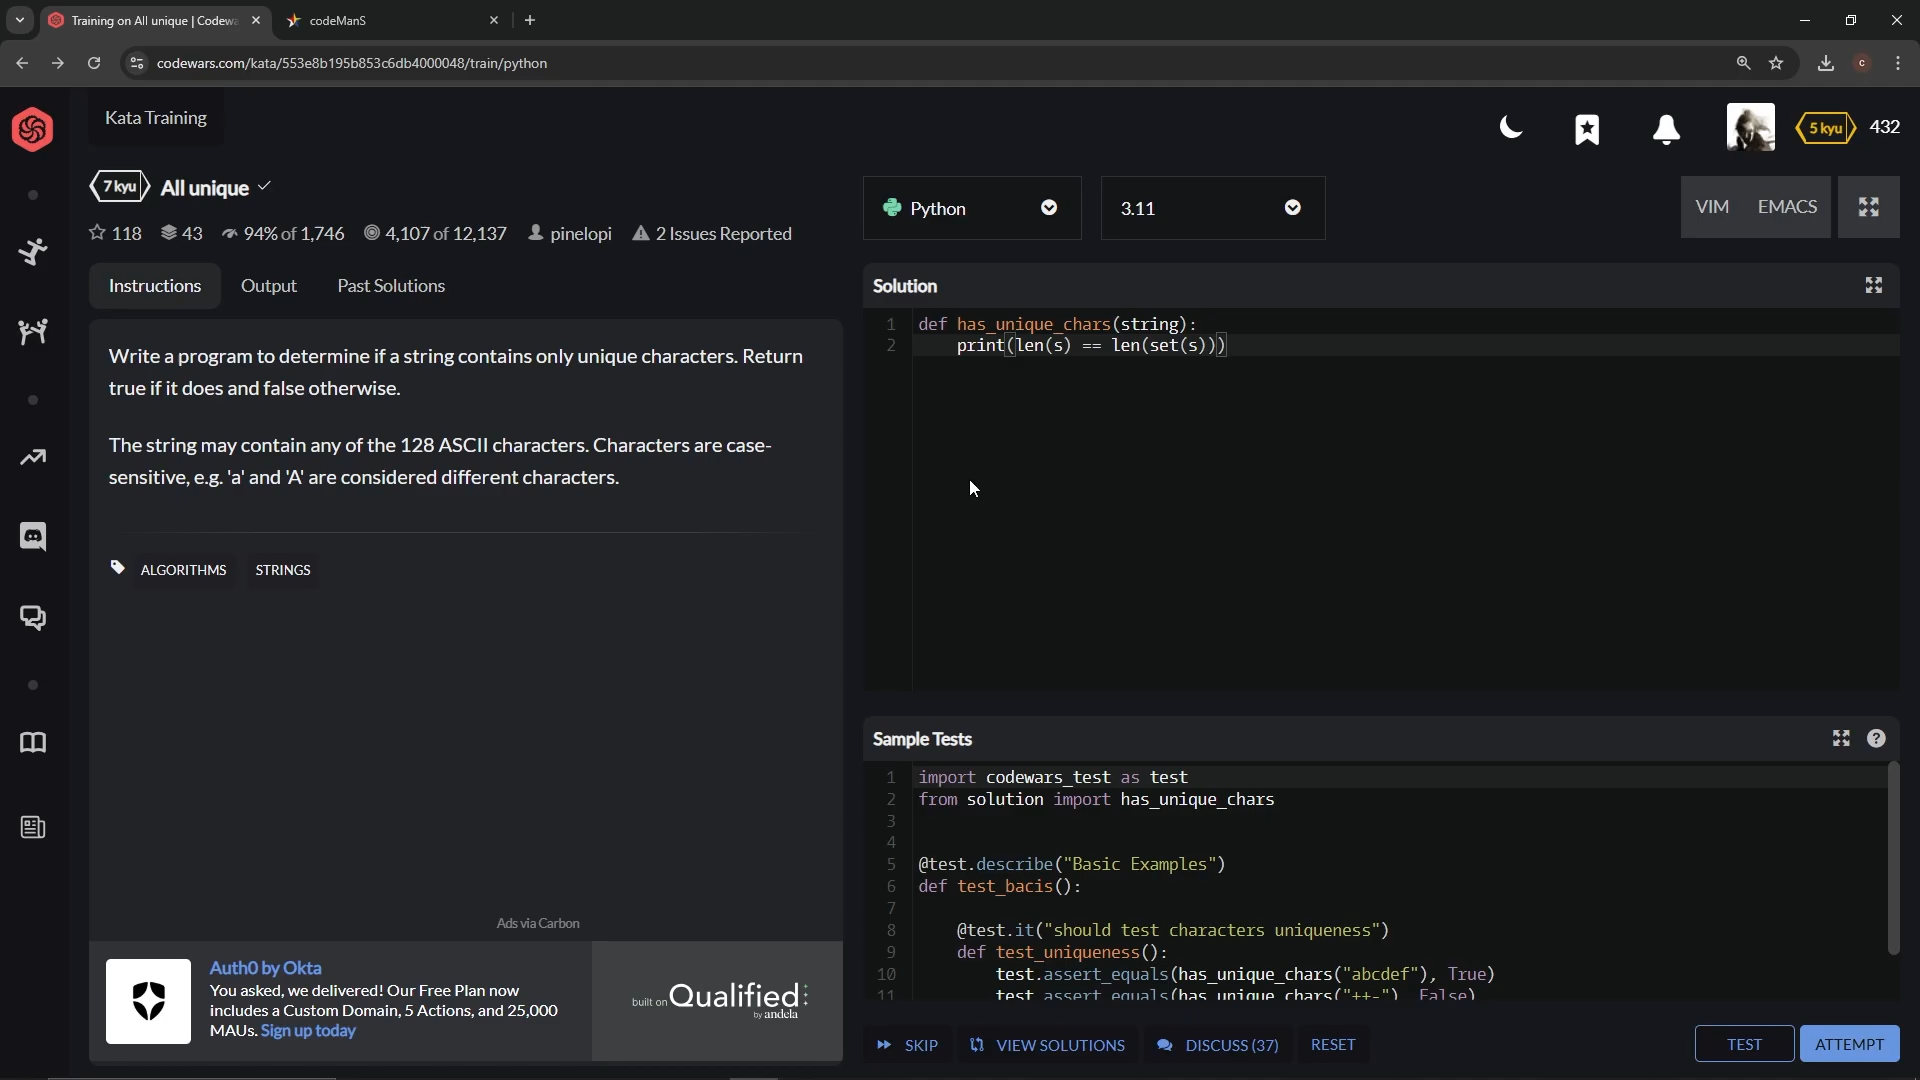 Training on All unique | Codewa
codeManS
codewars.com/kata/553e8b195b853c6db4000048/train/python
c
Kata Training
5 kyu
432
7 kyu
All unique
118
43
94% of 1,746
4,107 of 12,137
pinelopi
2 Issues Reported
Python
3.11
VIM
EMACS
Instructions
Output
Past Solutions
Write a program to determine if a string contains only unique characters. Return
true if it does and false otherwise.
The string may contain any of the 128 ASCII characters. Characters are case-
sensitive, e.g. 'a' and 'A' are considered different characters.
ALGORITHMS
STRINGS
Ads via Carbon
Auth0 by Okta
You asked, we delivered! Our Free Plan now
includes a Custom Domain, 5 Actions, and 25,000
MAUs. Sign up today
built on Qualified
by andela
Solution
1 def has_unique_chars(string):
2 print(len(s) == len(set(s)))
Sample Tests
?
1 import codewars_test as test
2 from solution import has_unique_chars
3
4
5 @test.describe("Basic Examples")
6 def test_bacis():
7
8 @test.it("should test characters uniqueness")
9 def test_uniqueness():
10 test.assert_equals(has_unique_chars("abcdef"), True)
11 test.assert_equals(has_unique_chars("++-"), False)
SKIP
VIEW SOLUTIONS
DISCUSS (37)
RESET
TEST
ATTEMPT